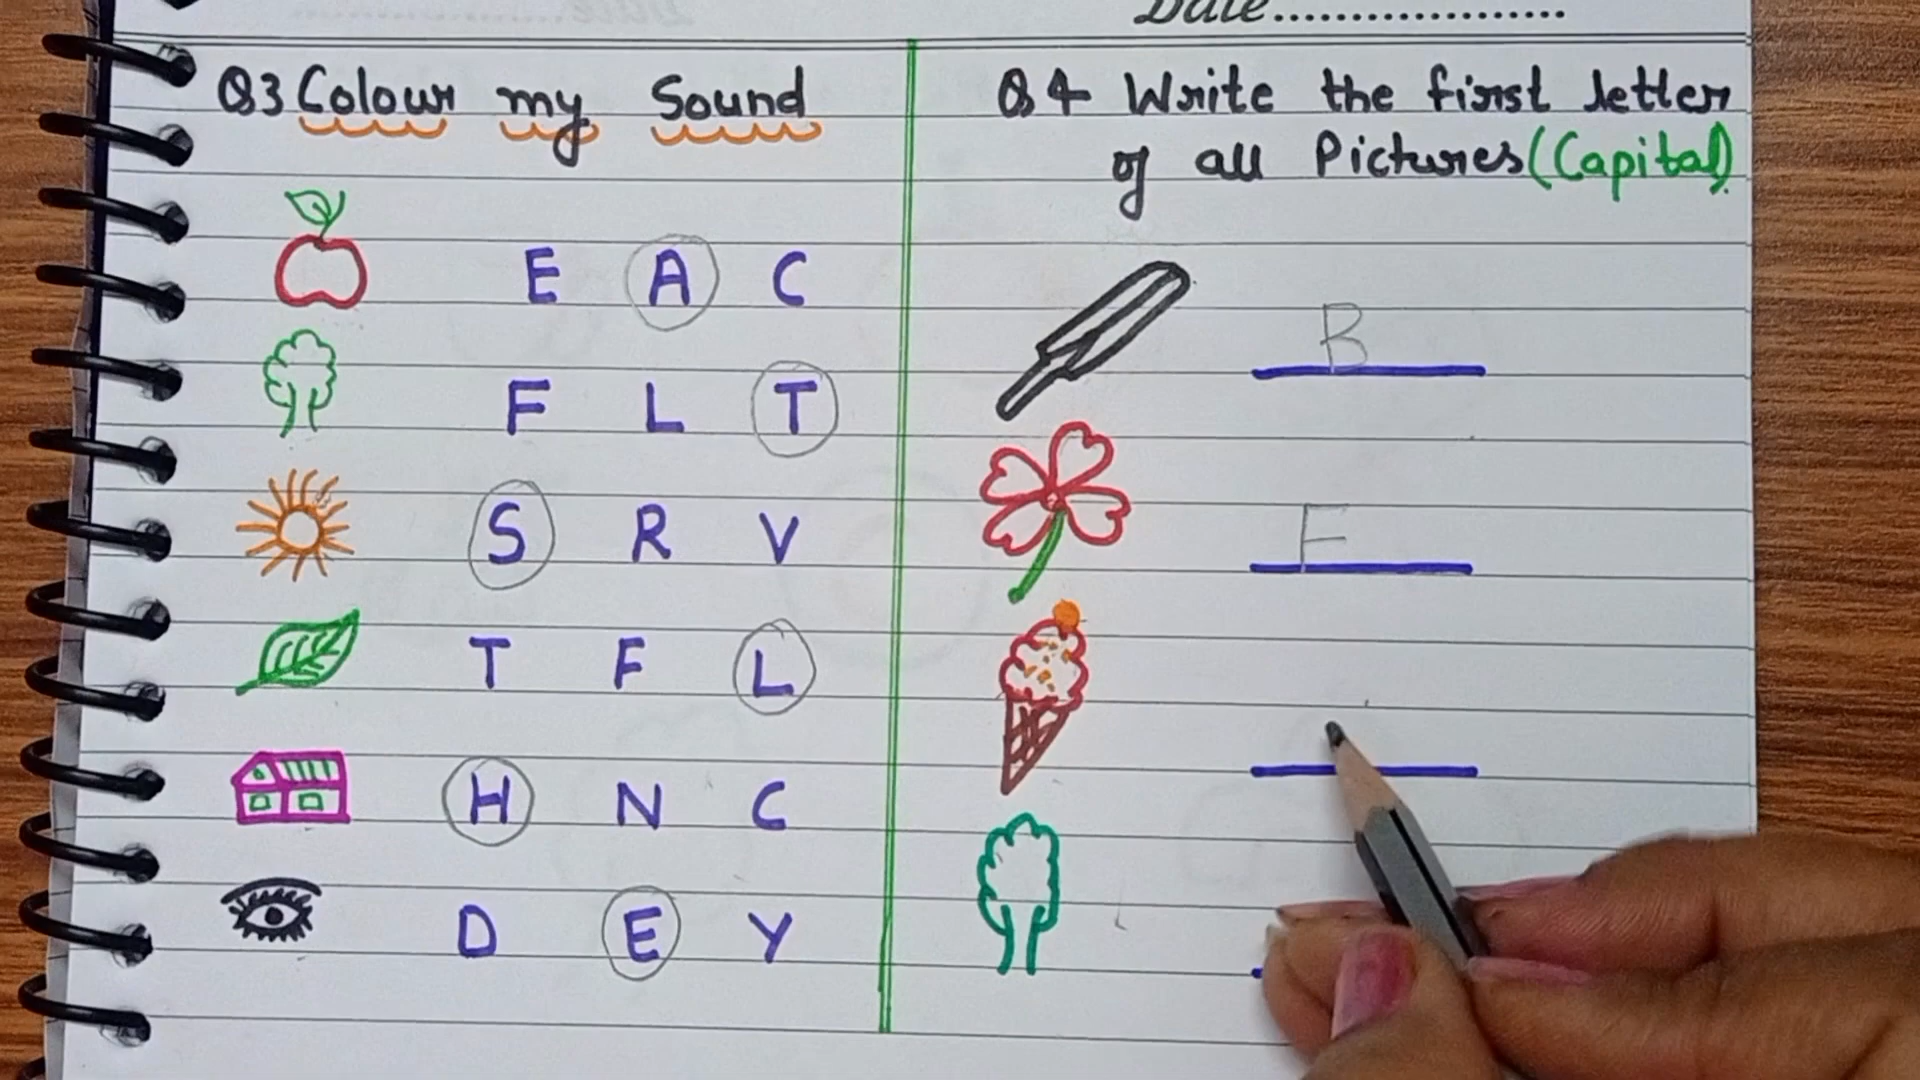 Date....................
Q3 Colour my Sound
E A C
F L T
S R V
T F L
H N C
D E Y
Q4 Write the first letter
of all Pictures (Capital)
B
F